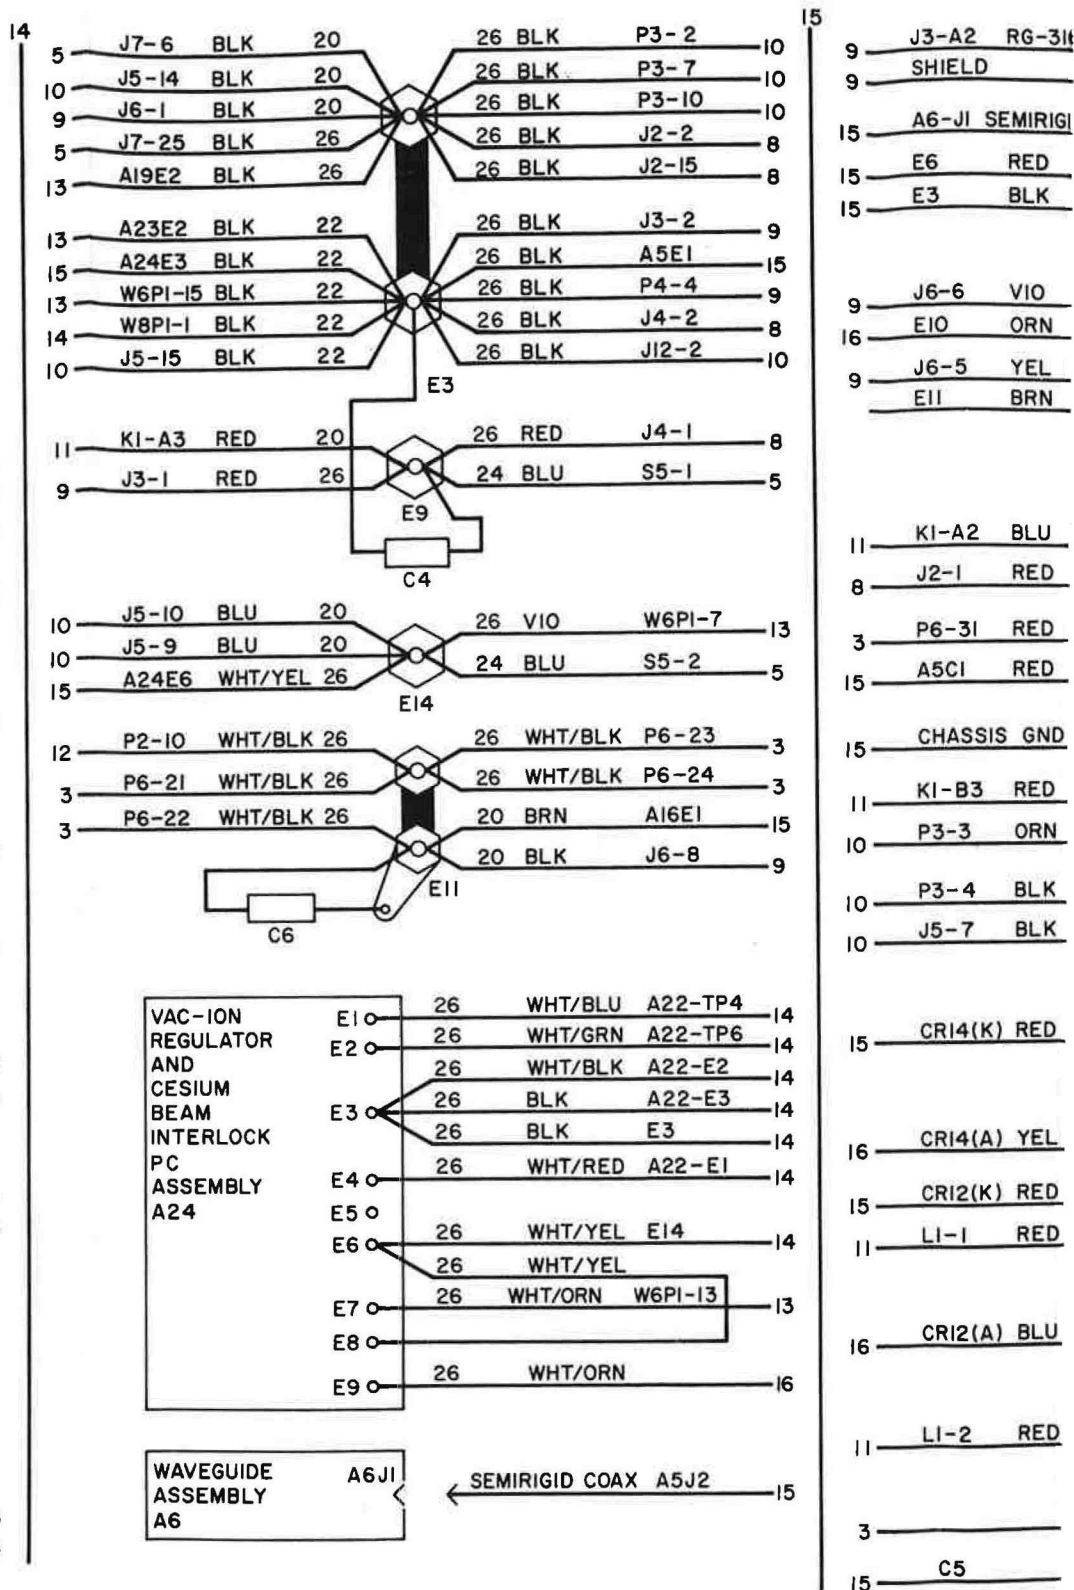 14
5 J7-6 BLK 20
10 J5-14 BLK 20
9 J6-1 BLK 20
5 J7-25 BLK 26
13 A19E2 BLK 26
26 BLK P3-2 10
26 BLK P3-7 10
26 BLK P3-10 10
26 BLK J2-2 8
26 BLK J2-15 8
13 A23E2 BLK 22
15 A24E3 BLK 22
13 W6P1-15 BLK 22
14 W8P1-1 BLK 22
10 J5-15 BLK 22
26 BLK J3-2 9
26 BLK A5E1 15
26 BLK P4-4 9
26 BLK J4-2 8
26 BLK J12-2 10
E3
11 K1-A3 RED 20
9 J3-1 RED 26
26 RED J4-1 8
24 BLU S5-1 5
E9
C4
10 J5-10 BLU 20
10 J5-9 BLU 20
15 A24E6 WHT/YEL 26
26 VIO W6P1-7 13
24 BLU S5-2 5
E14
12 P2-10 WHT/BLK 26
3 P6-21 WHT/BLK 26
3 P6-22 WHT/BLK 26
26 WHT/BLK P6-23 3
26 WHT/BLK P6-24 3
20 BRN A16E1 15
20 BLK J6-8 9
E11
C6
VAC-ION
REGULATOR
AND
CESIUM
BEAM
INTERLOCK
PC
ASSEMBLY
A24
E1 26 WHT/BLU A22-TP4 14
E2 26 WHT/GRN A22-TP6 14
26 WHT/BLK A22-E2 14
E3 26 BLK A22-E3 14
26 BLK E3 14
E4 26 WHT/RED A22-E1 14
E5
E6 26 WHT/YEL E14 14
26 WHT/YEL
E7 26 WHT/ORN W6P1-13 13
E8
E9 26 WHT/ORN 16
WAVEGUIDE
ASSEMBLY
A6
A6J1
SEMIRIGID COAX A5J2 15
15
9 J3-A2 RG-316
9 SHIELD
15 A6-J1 SEMIRIGI
15 E6 RED
15 E3 BLK
9 J6-6 VIO
16 E10 ORN
9 J6-5 YEL
E11 BRN
11 K1-A2 BLU
8 J2-1 RED
3 P6-31 RED
15 A5C1 RED
15 CHASSIS GND
11 K1-B3 RED
10 P3-3 ORN
10 P3-4 BLK
10 J5-7 BLK
15 CR14(K) RED
16 CR14(A) YEL
15 CR12(K) RED
11 L1-1 RED
16 CR12(A) BLU
11 L1-2 RED
3
15 C5